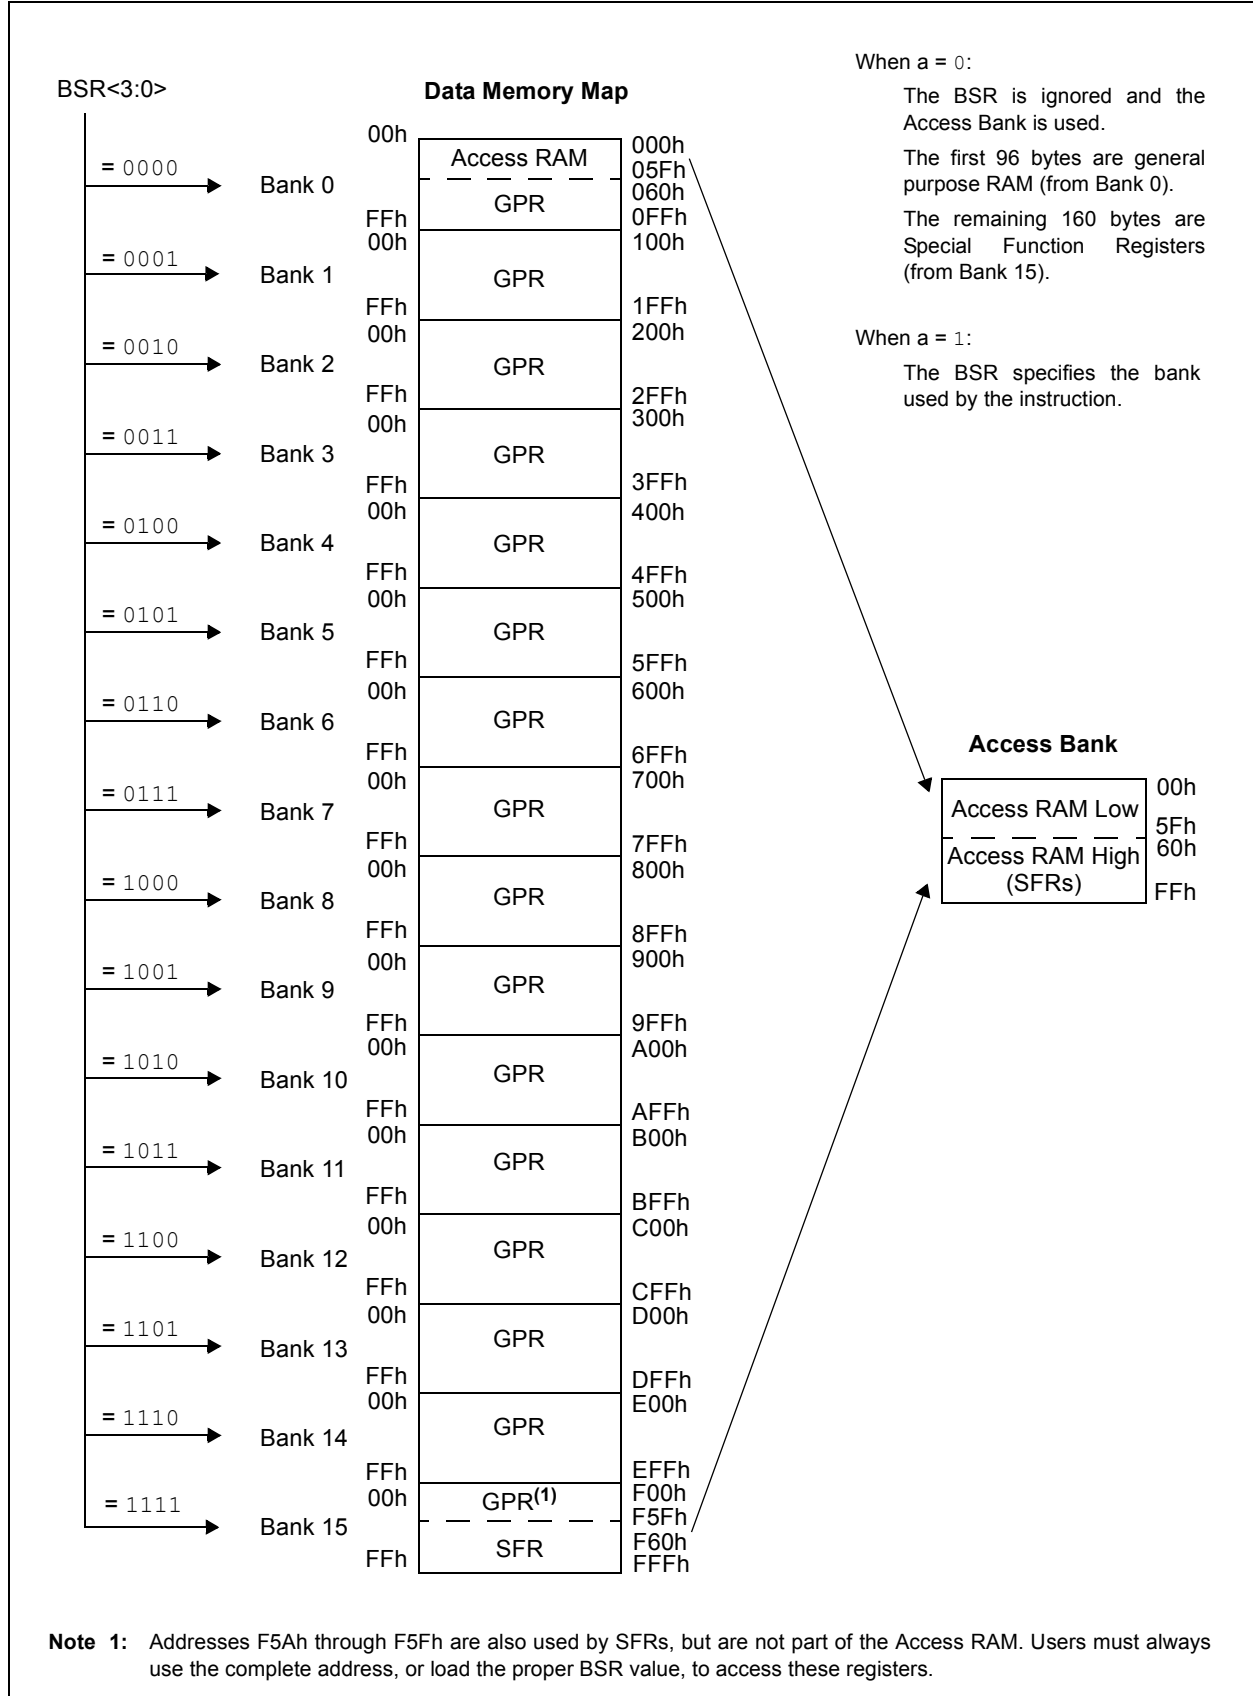 When a = 0:
BSR<3:0>
Data Memory Map
The BSR is ignored and the
Access Bank is used.
The first 96 bytes are general
purpose RAM (from Bank 0).
The remaining 160 bytes are
Special Function Registers
(from Bank 15).
When a = 1:
The BSR specifies the bank
used by the instruction.
= 0000
Bank 0
00h
Access RAM
000h
05Fh
060h
GPR
FFh
0FFh
= 0001
Bank 1
00h
100h
GPR
FFh
1FFh
= 0010
Bank 2
00h
200h
GPR
FFh
2FFh
= 0011
Bank 3
00h
300h
GPR
FFh
3FFh
= 0100
Bank 4
00h
400h
GPR
FFh
4FFh
= 0101
Bank 5
00h
500h
GPR
FFh
5FFh
= 0110
Bank 6
00h
600h
GPR
FFh
6FFh
= 0111
Bank 7
00h
700h
GPR
FFh
7FFh
= 1000
Bank 8
00h
800h
GPR
FFh
8FFh
= 1001
Bank 9
00h
900h
GPR
FFh
9FFh
= 1010
Bank 10
00h
A00h
GPR
FFh
AFFh
= 1011
Bank 11
00h
B00h
GPR
FFh
BFFh
= 1100
Bank 12
00h
C00h
GPR
FFh
CFFh
= 1101
Bank 13
00h
D00h
GPR
FFh
DFFh
= 1110
Bank 14
00h
E00h
GPR
FFh
EFFh
= 1111
Bank 15
00h
F00h
GPR(1)
F5Fh
F60h
SFR
FFh
FFFh
Access Bank
00h
Access RAM Low
5Fh
60h
Access RAM High
(SFRs)
FFh
Note 1: Addresses F5Ah through F5Fh are also used by SFRs, but are not part of the Access RAM. Users must always
use the complete address, or load the proper BSR value, to access these registers.